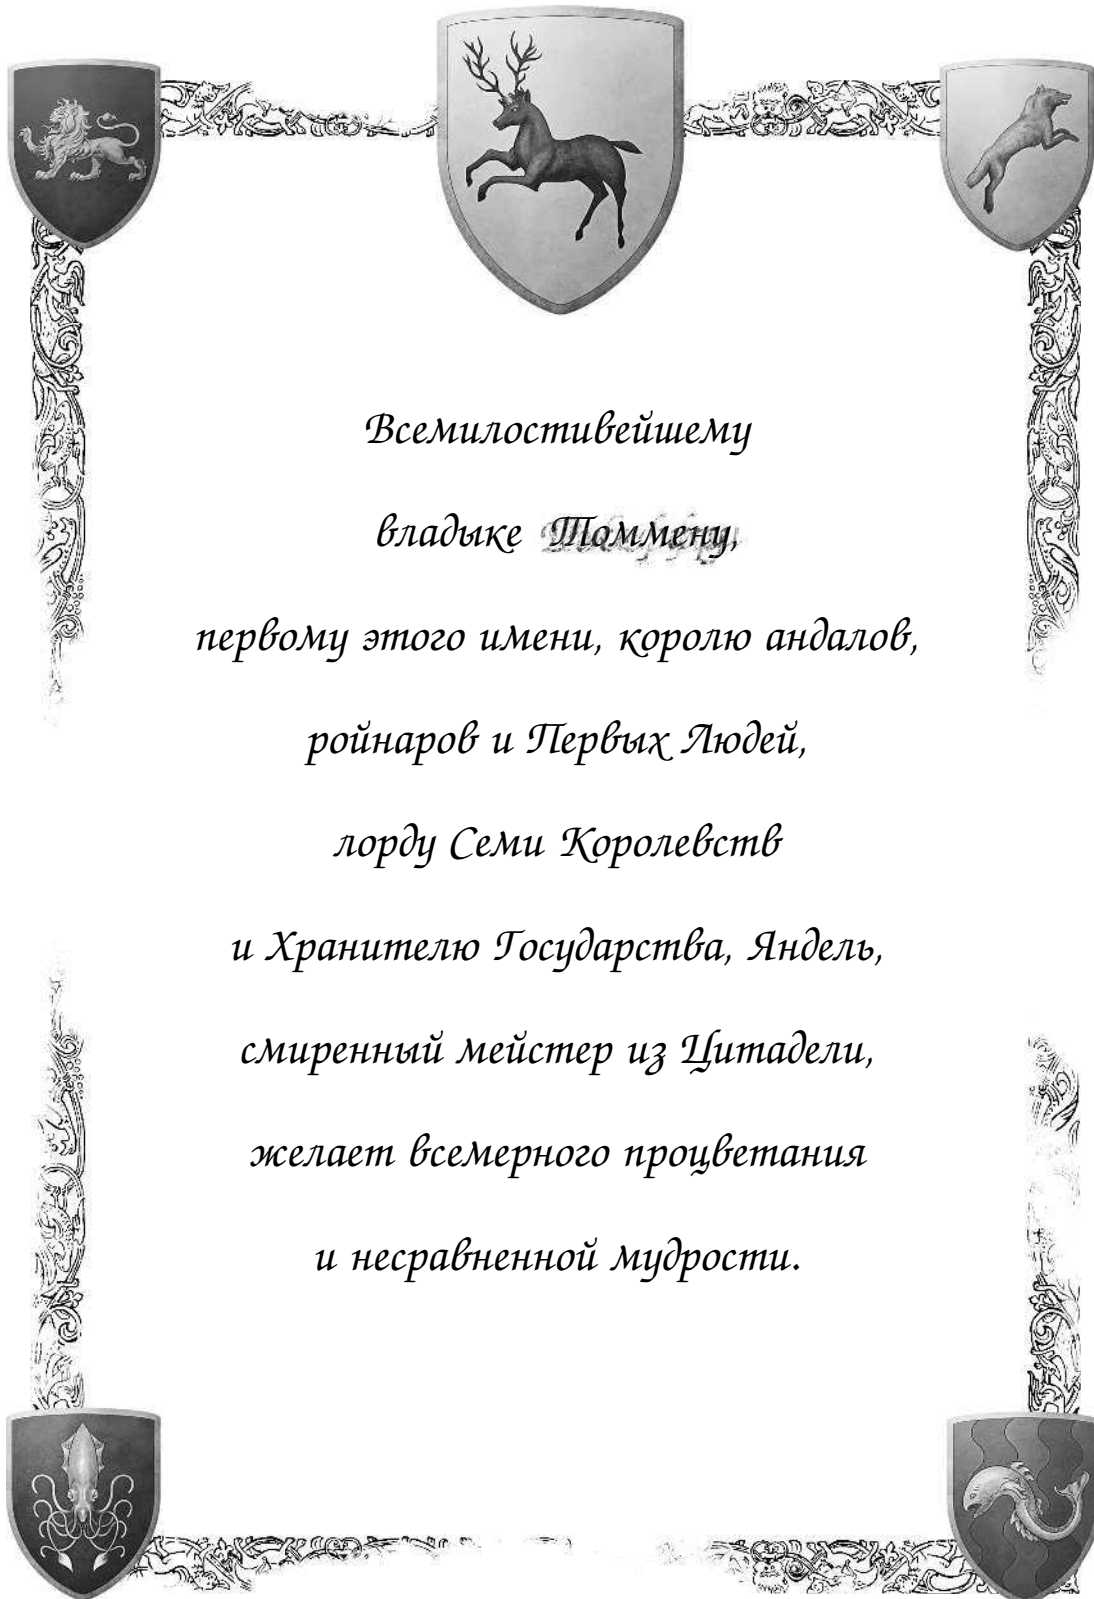 Всемилостивейшему
владыке Томмену,
первому этого имени, королю андалов,
ройнаров и Первых Людей,
лорду Семи Королевств
и Хранителю Государства, Яндель,
смиренный мейстер из Цитадели,
желает всемерного процветания
и несравненной мудрости.